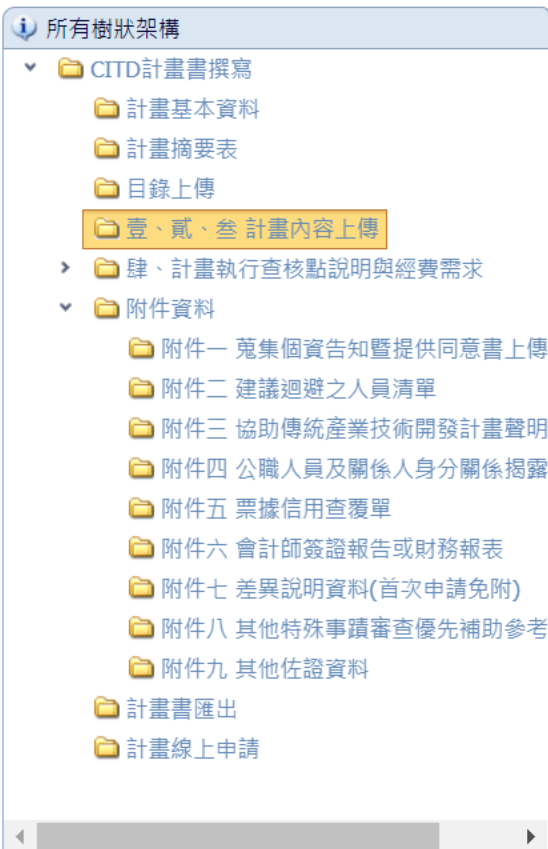 所有樹狀架構
CITD計畫書撰寫
計畫基本資料
計畫摘要表
目錄上傳
壹、貳、叁 計畫內容上傳
肆、計畫執行查核點說明與經費需求
附件資料
附件一 蒐集個資告知暨提供同意書上傳
附件二 建議迴避之人員清單
附件三 協助傳統產業技術開發計畫聲明
附件四 公職人員及關係人身分關係揭露
附件五 票據信用查覆單
附件六 會計師簽證報告或財務報表
附件七 差異說明資料(首次申請免附)
附件八 其他特殊事蹟審查優先補助參考
附件九 其他佐證資料
計畫書匯出
計畫線上申請